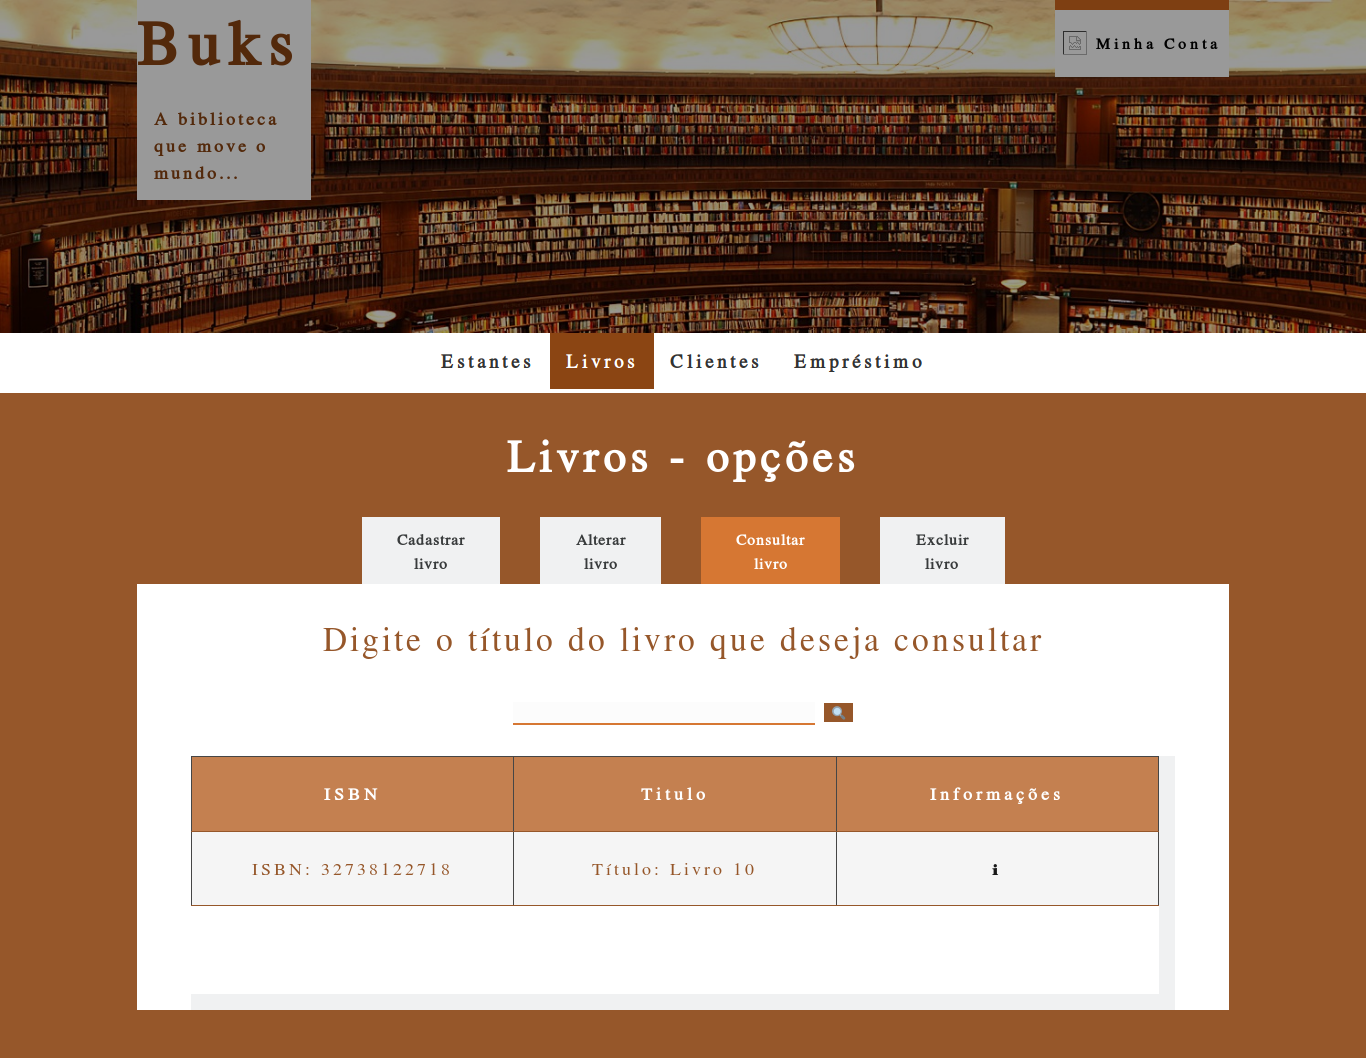 Buks
A biblioteca
que move o
mundo...
Minha Conta
Estantes
Livros
Clientes
Empréstimo
Livros - opções
Cadastrar
livro
Alterar
livro
Consultar
livro
Excluir
livro
Digite o título do livro que deseja consultar
ISBN
Titulo
Informações
ISBN: 32738122718
Título: Livro 10